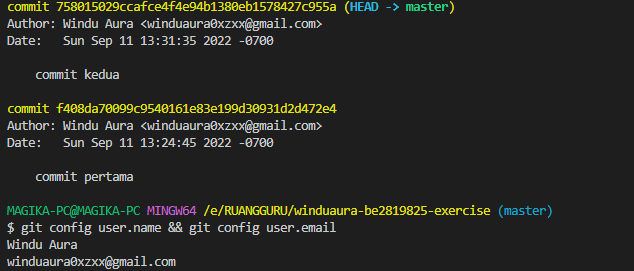 commit 758015029ccafce4f4e94b1380eb1578427c955a (HEAD -> master)
Author: Windu Aura <winduaura0xzxx@gmail.com>
Date:   Sun Sep 11 13:31:35 2022 -0700
    commit kedua
commit f408da70099c9540161e83e199d30931d2d472e4
Author: Windu Aura <winduaura0xzxx@gmail.com>
Date:   Sun Sep 11 13:24:45 2022 -0700
    commit pertama
MAGIKA-PC@MAGIKA-PC MINGW64 /e/RUANGGURU/winduaura-be2819825-exercise (master)
$ git config user.name && git config user.email
Windu Aura
winduaura0xzxx@gmail.com